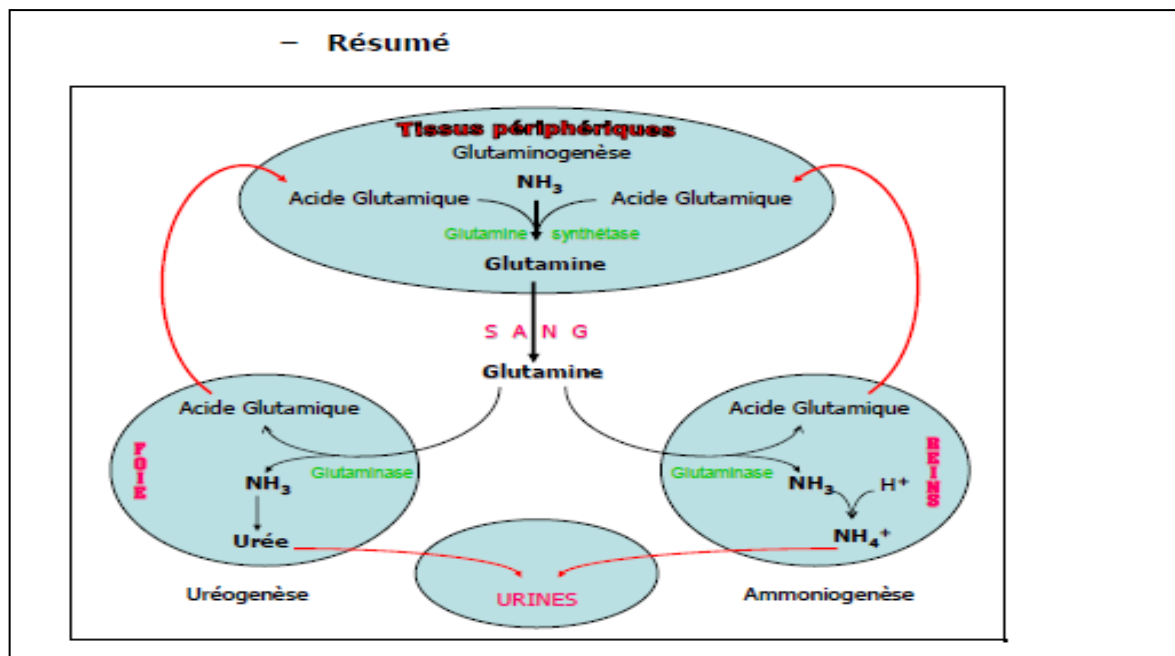 – Résumé
Tissus périphériques
Glutaminogenèse
NH₃
Acide Glutamique Acide Glutamique
Glutamine synthétase
Glutamine
SANG
Glutamine
FOIE
Acide Glutamique
Glutaminase
NH₃
Urée
Uréogenèse
REINS
Acide Glutamique
Glutaminase
NH₃ H⁺
NH₄⁺
Ammoniogenèse
URINES